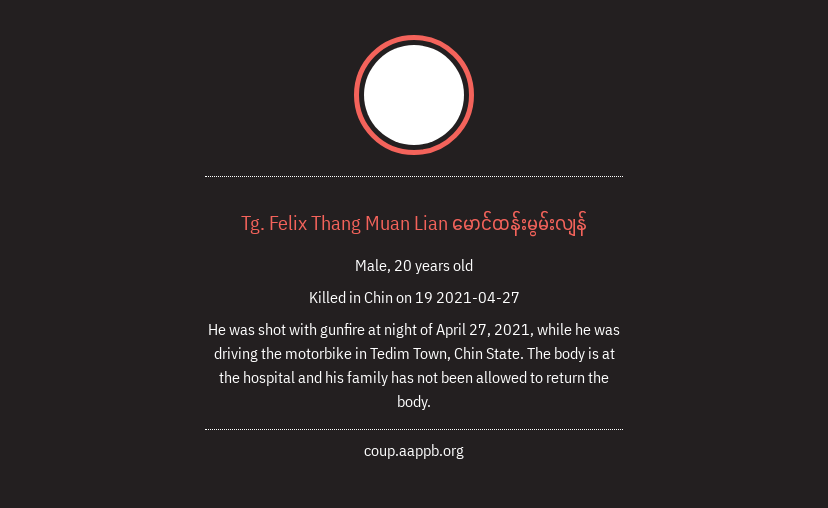 Tg. Felix Thang Muan Lian မောင်ထန်းမွမ်းလျန်
Male, 20 years old
Killed in Chin on 19 2021-04-27
He was shot with gunfire at night of April 27, 2021, while he was
driving the motorbike in Tedim Town, Chin State. The body is at
the hospital and his family has not been allowed to return the
body.
coup.aappb.org